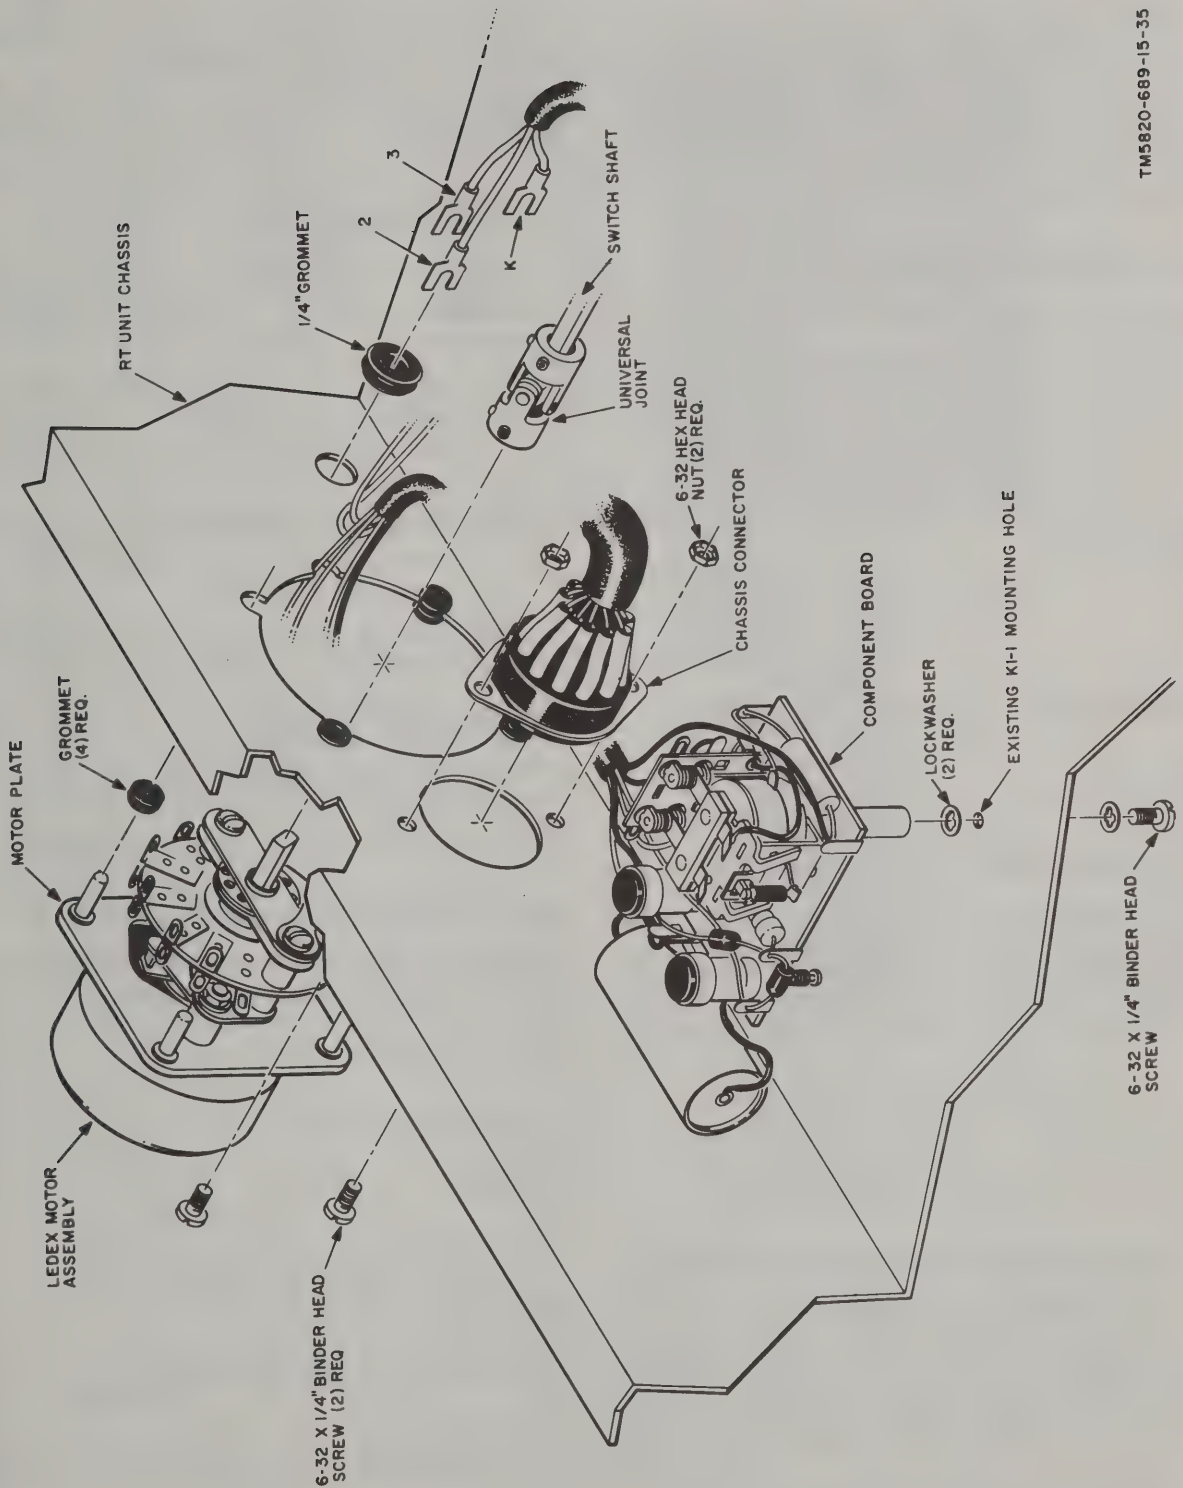 RT UNIT CHASSIS
1/4" GROMMET
2
3
K
SWITCH SHAFT
UNIVERSAL
JOINT
6-32 HEX HEAD
NUT (2) REQ.
CHASSIS CONNECTOR
MOTOR PLATE
GROMMET
(4) REQ.
COMPONENT BOARD
LOCKWASHER
(2) REQ.
EXISTING K1-1 MOUNTING HOLE
LEDEX MOTOR
ASSEMBLY
6-32 X 1/4" BINDER HEAD
SCREW (2) REQ
6-32 X 1/4" BINDER HEAD
SCREW
TM5820-689-15-35